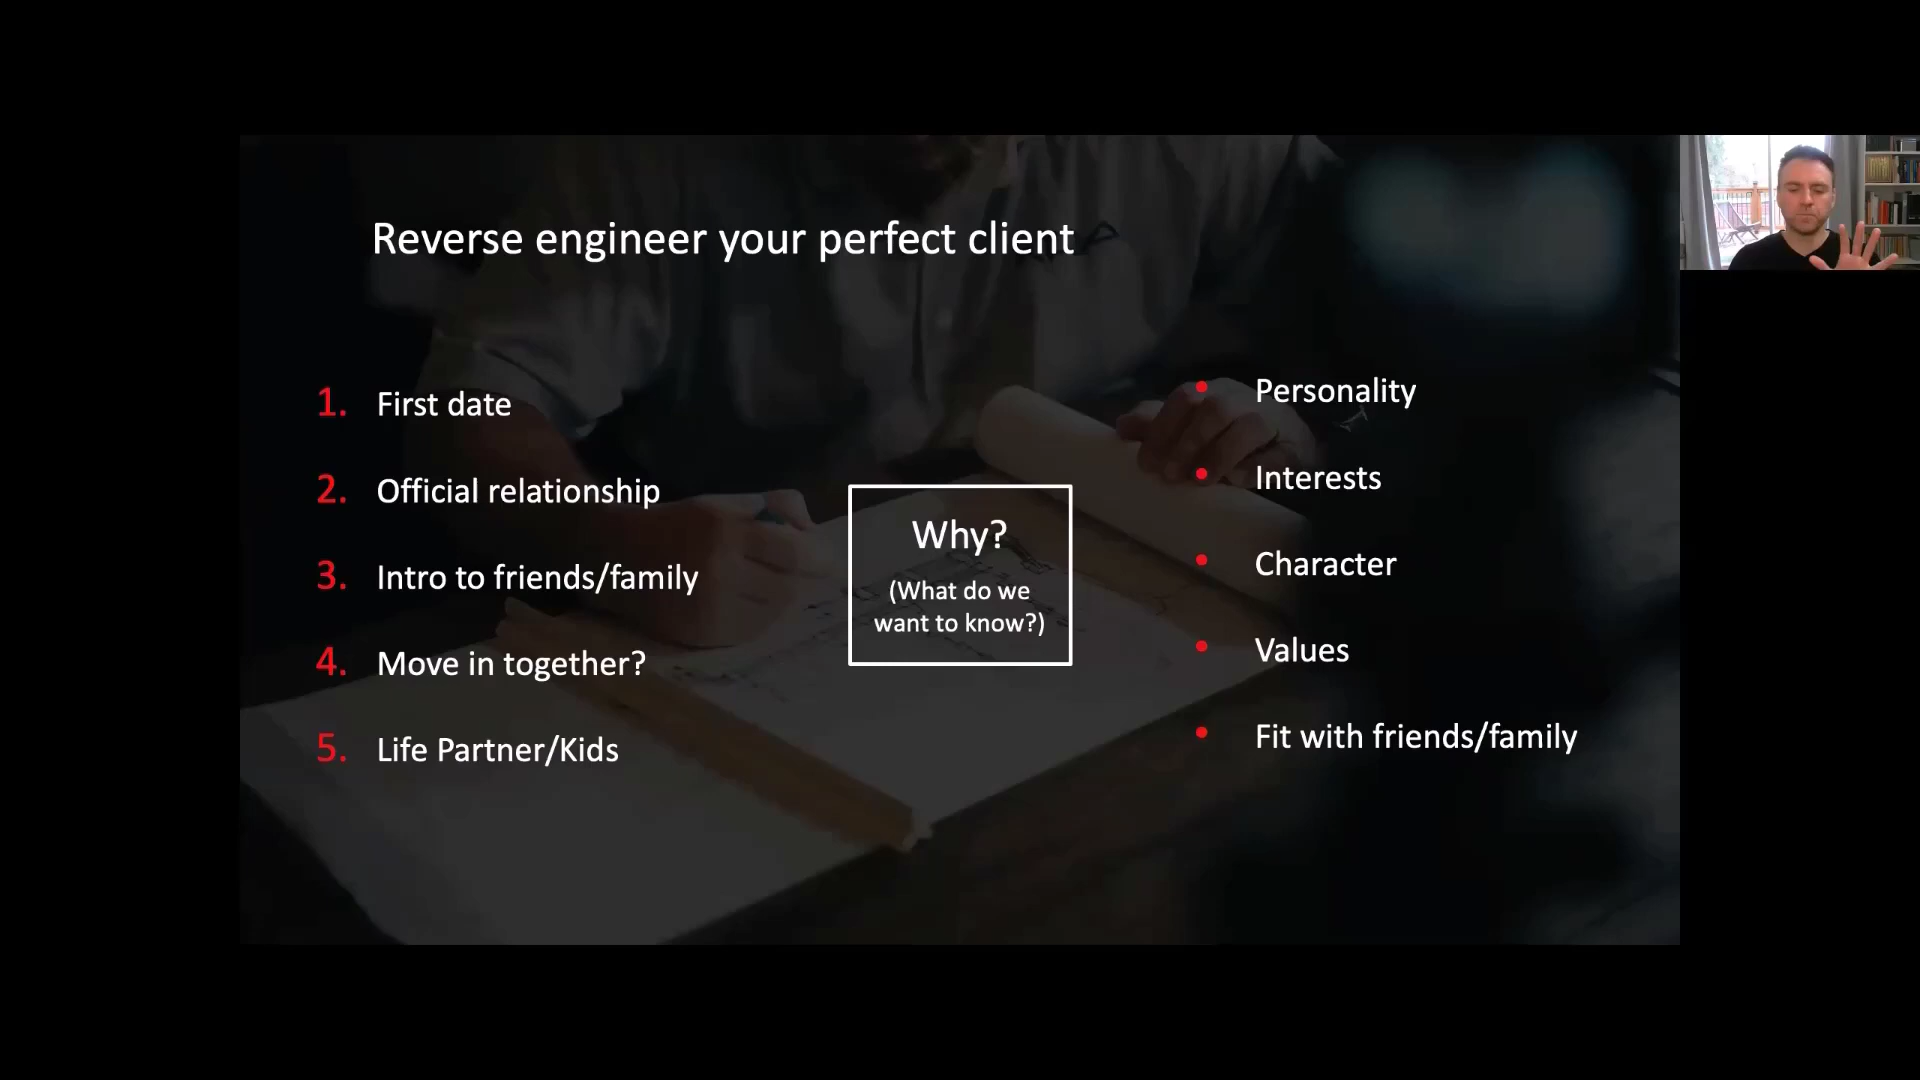 Reverse engineer your perfect client
1. First date
2. Official relationship
3. Intro to friends/family
4. Move in together?
5. Life Partner/Kids
Why?
(What do we
want to know?)
• Personality
• Interests
• Character
• Values
• Fit with friends/family